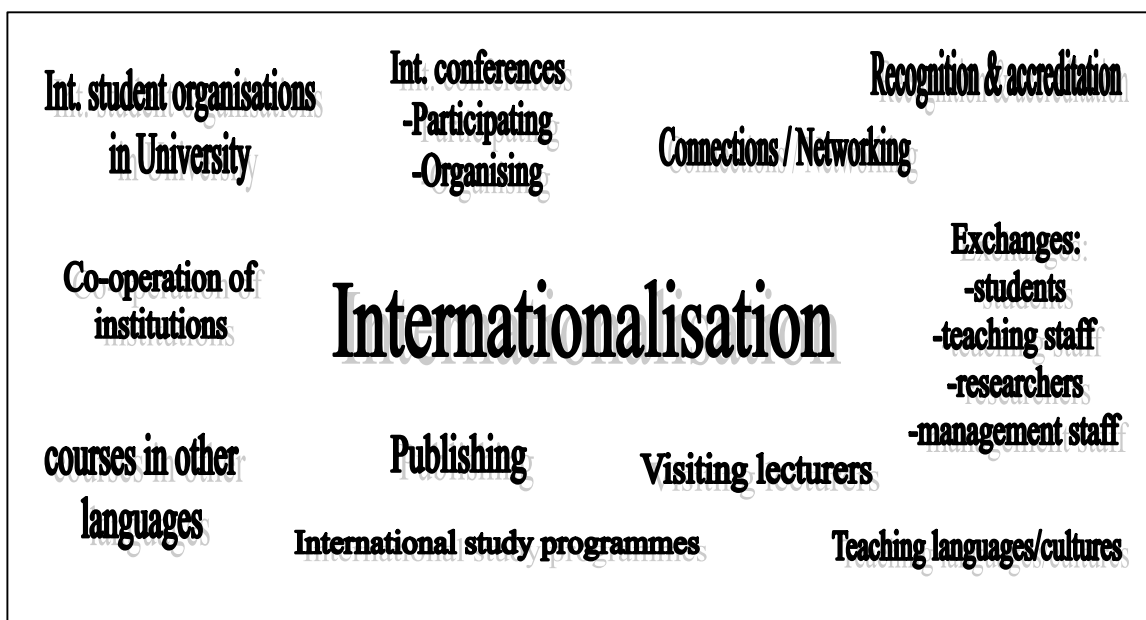 Int. student organisations
in University
Int. conferences
-Participating
-Organising
Recognition & accreditation
Connections / Networking
Co-operation of
institutions
Internationalisation
Exchanges:
-students
-teaching staff
-researchers
-management staff
courses in other
languages
Publishing
Visiting lecturers
International study programmes
Teaching languages/cultures